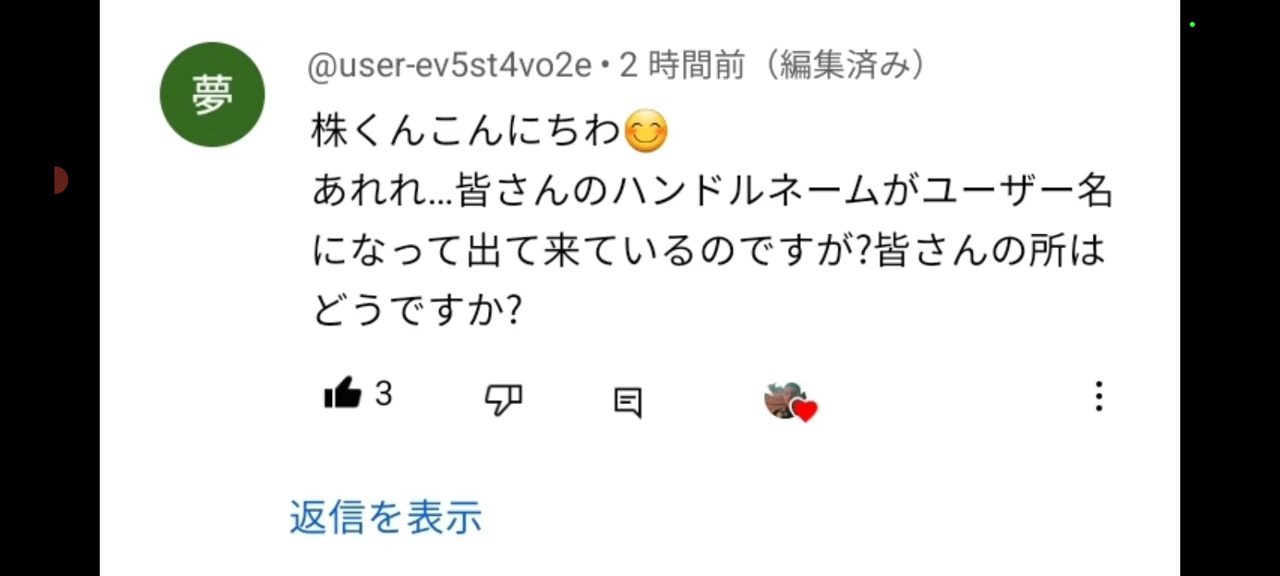 夢
@user-ev5st4vo2e • 2 時間前（編集済み）
株くんこんにちわ😊
あれれ...皆さんのハンドルネームがユーザー名
になって出て来ているのですが?皆さんの所は
どうですか?
3
返信を表示